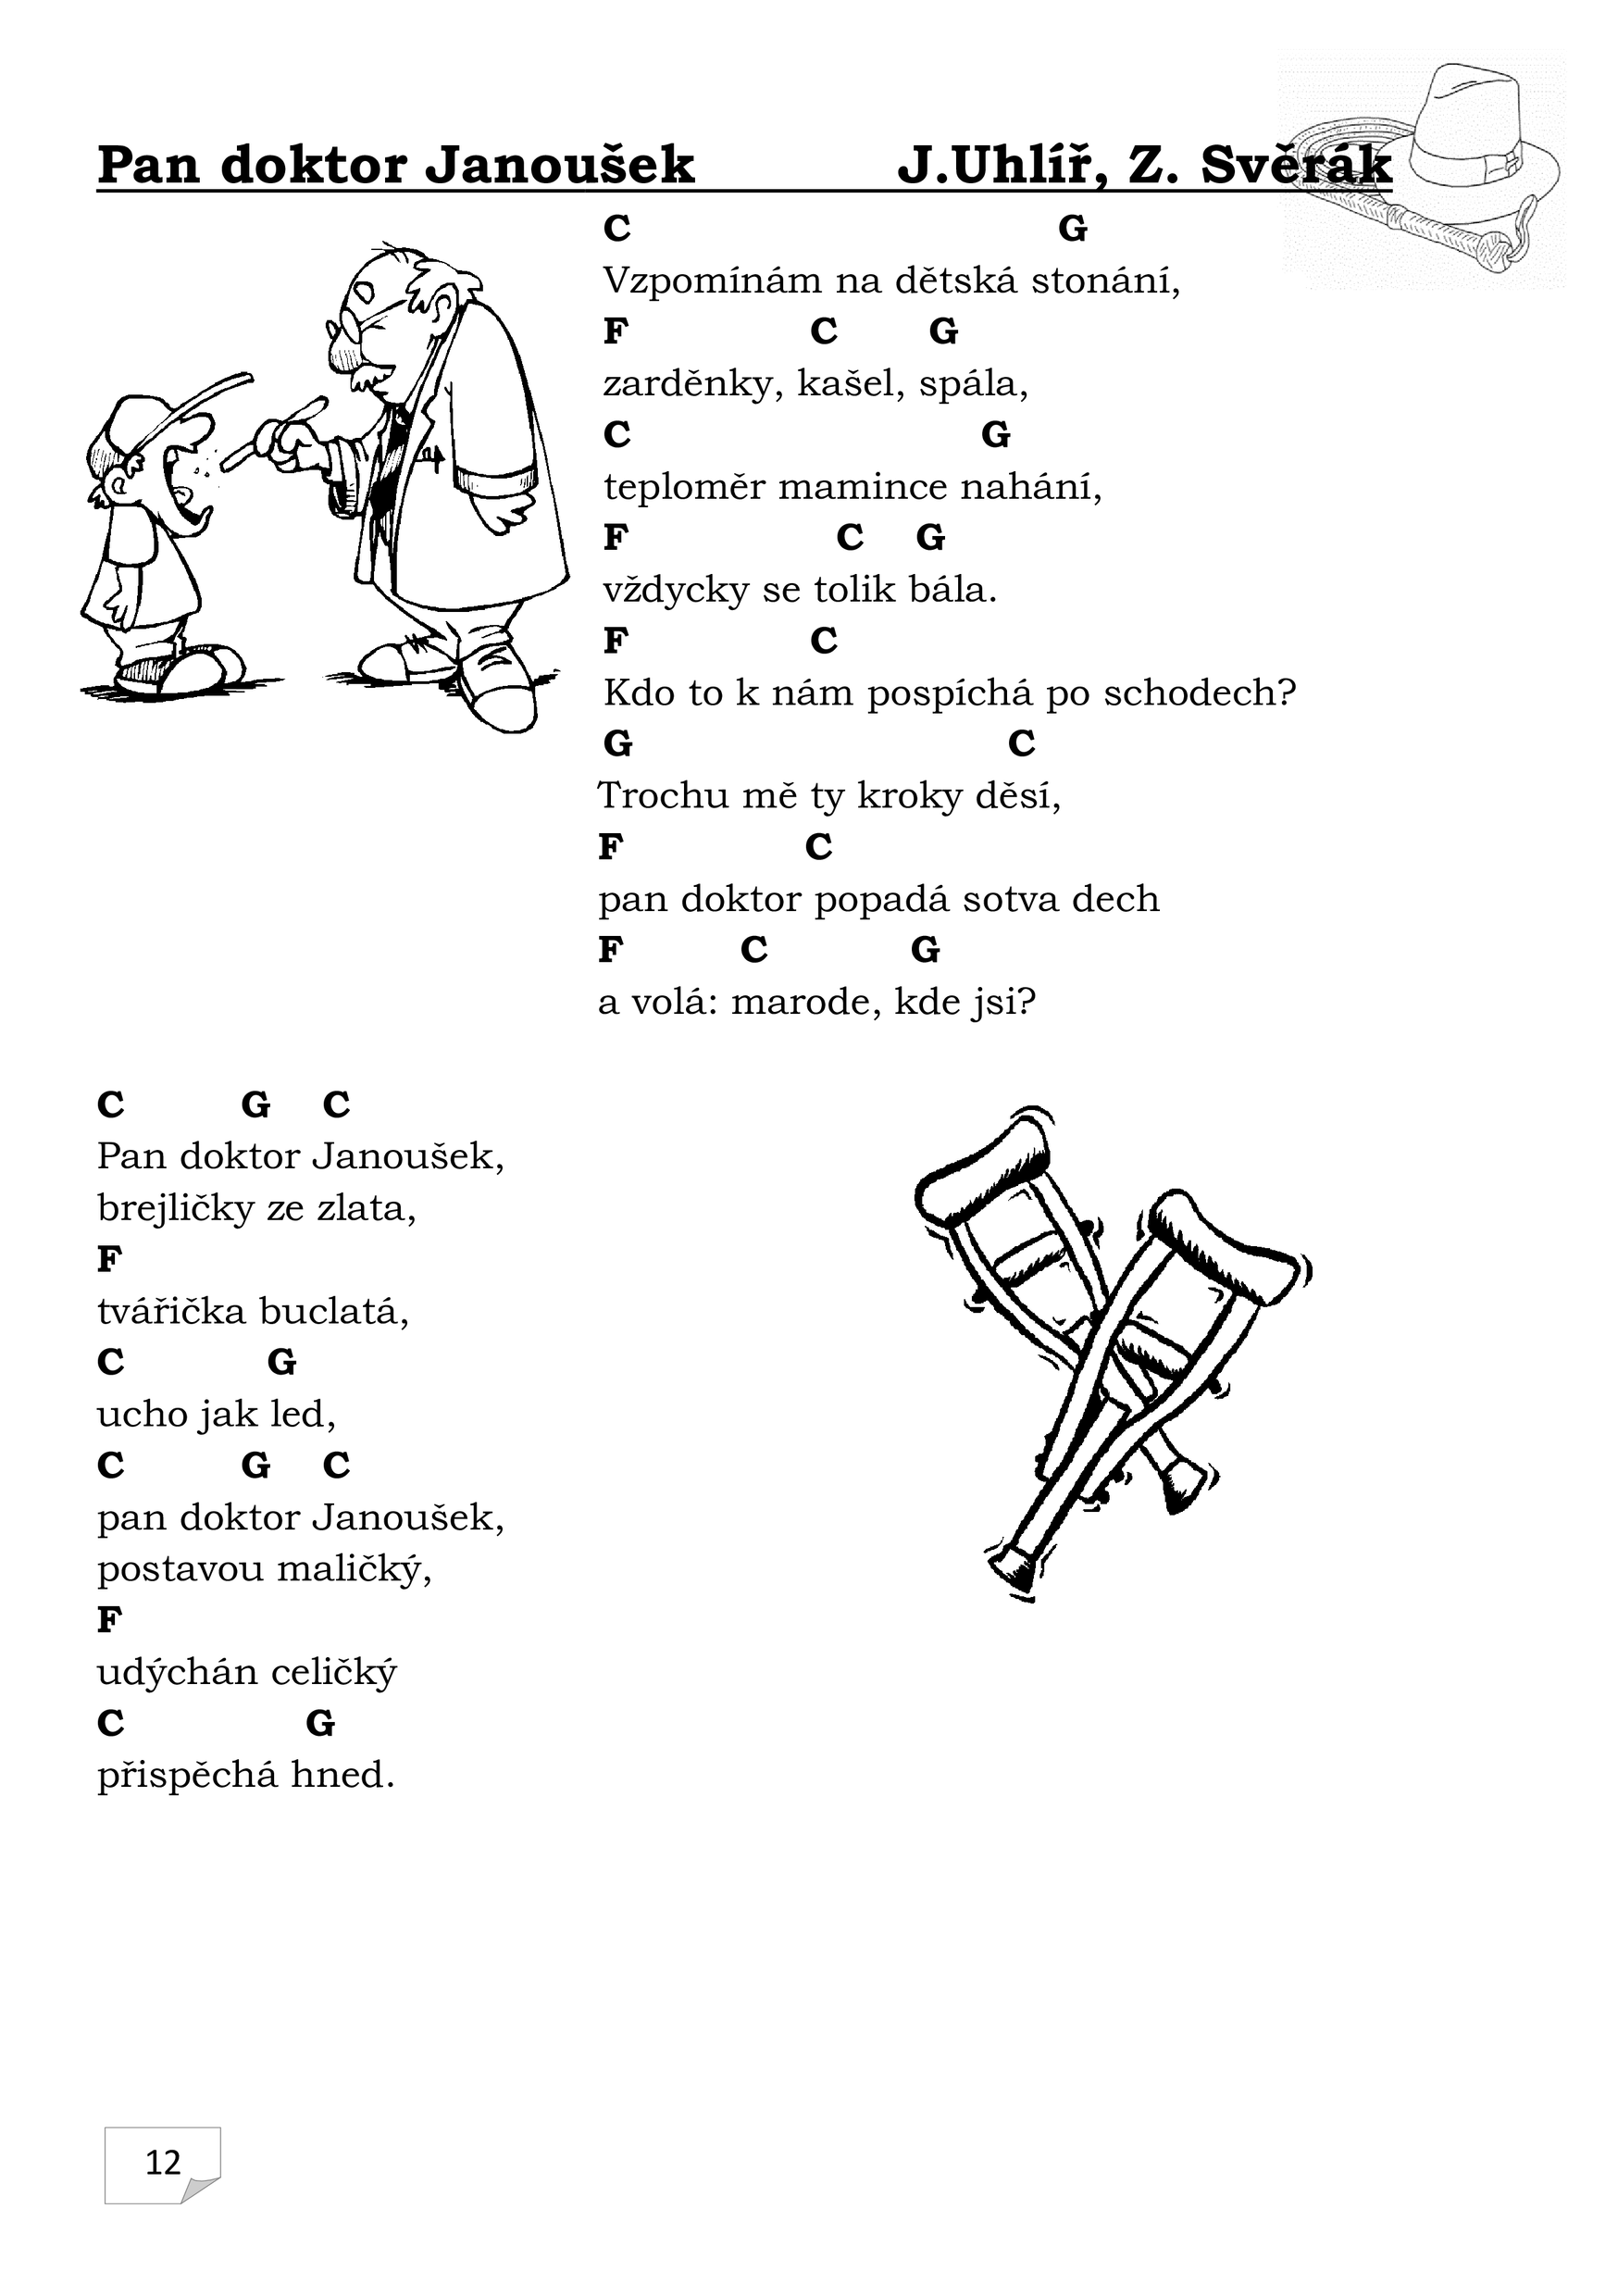 Pan doktor Janoušek J.Uhlíř, Z. Svěrák
C G
Vzpomínám na dětská stonání,
F C G
zarděnky, kašel, spála,
C G
teploměr mamince nahání,
F C G
vždycky se tolik bála.
F C
Kdo to k nám pospíchá po schodech?
G C
Trochu mě ty kroky děsí,
F C
pan doktor popadá sotva dech
F C G
a volá: marode, kde jsi?
C G C
Pan doktor Janoušek,
brejličky ze zlata,
F
tvářička buclatá,
C G
ucho jak led,
C G C
pan doktor Janoušek,
postavou maličký,
F
udýchán celičký
C G
přispěchá hned.
12